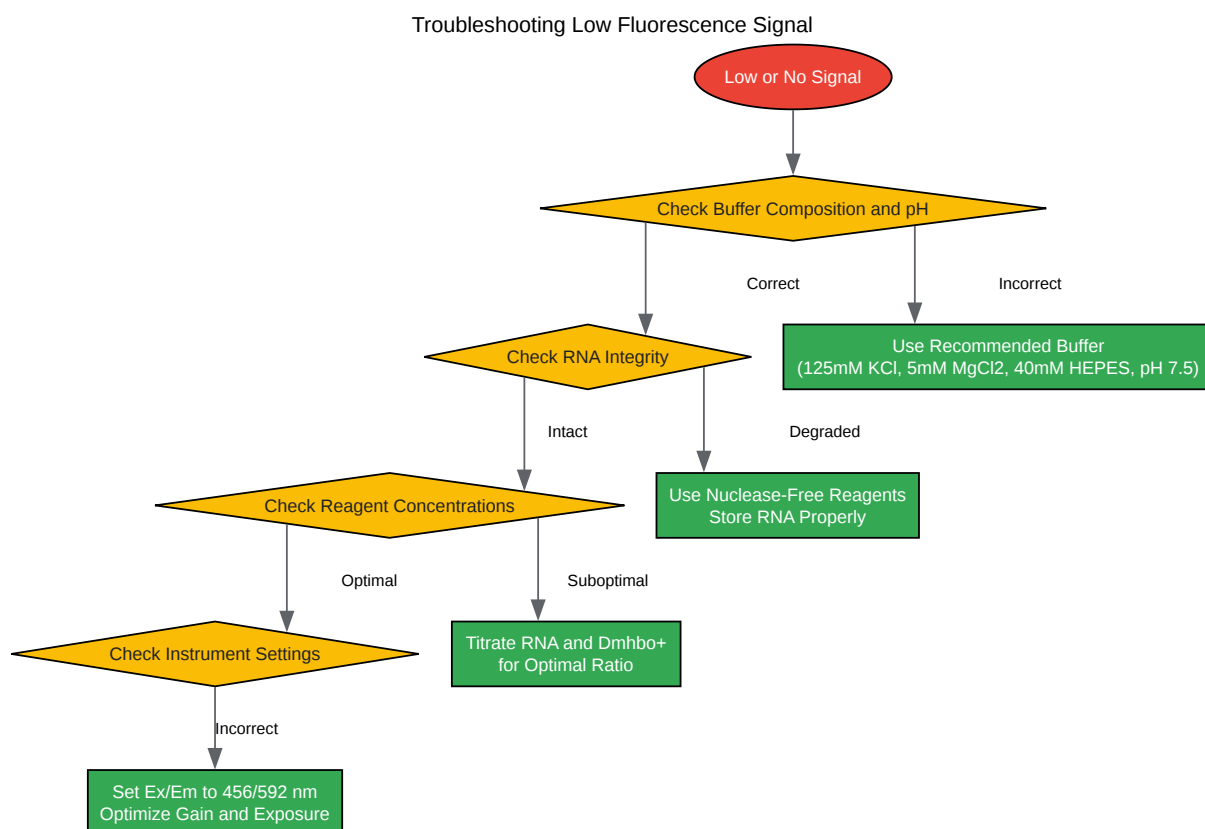 Troubleshooting Low Fluorescence Signal
Low or No Signal
Check Buffer Composition and pH
Correct
Incorrect
Use Recommended Buffer
(125mM KCl, 5mM MgCl2, 40mM HEPES, pH 7.5)
Check RNA Integrity
Intact
Degraded
Use Nuclease-Free Reagents
Store RNA Properly
Check Reagent Concentrations
Optimal
Suboptimal
Titrate RNA and Dmhbo+
for Optimal Ratio
Check Instrument Settings
Incorrect
Set Ex/Em to 456/592 nm
Optimize Gain and Exposure